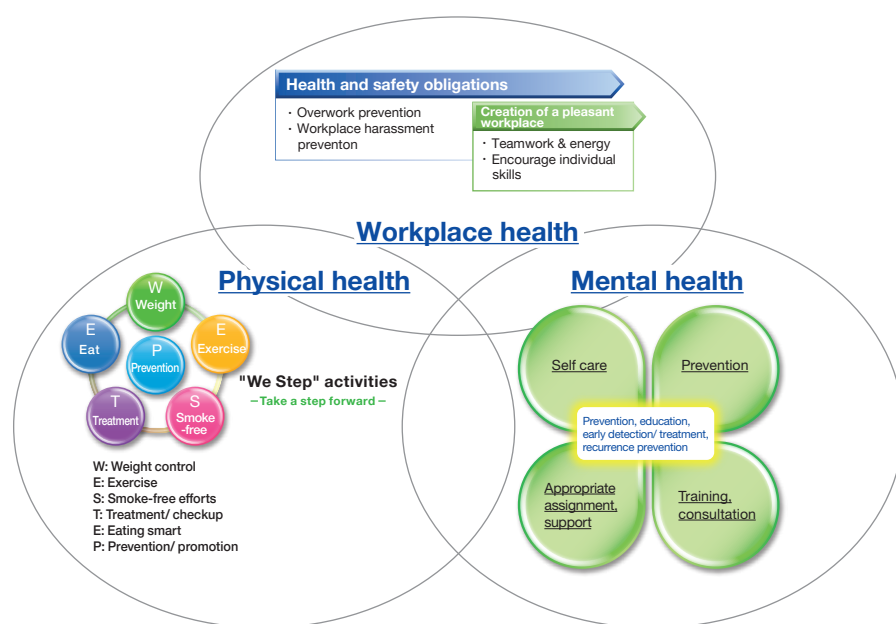 Health and safety obligations
・Overwork prevention
・Workplace harassment
preventon
Creation of a pleasant
workplace
・Teamwork & energy
・Encourage individual
skills
Workplace health
Physical health
W
Weight
E
Eat
E
Exercise
P
Prevention
T
Treatment
S
Smoke
-free
"We Step" activities
–Take a step forward–
W: Weight control
E: Exercise
S: Smoke-free efforts
T: Treatment/ checkup
E: Eating smart
P: Prevention/ promotion
Mental health
Self care
Prevention
Prevention, education,
early detection/ treatment,
recurrence prevention
Appropriate
assignment,
support
Training,
consultation